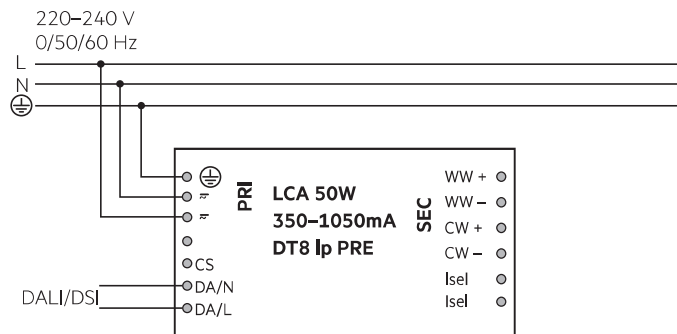 220–240 V
0/50/60 Hz
L
N
PRI
LCA 50W
350–1050mA
DT8 lp PRE
SEC
WW +
WW –
CW +
CW –
Isel
Isel
CS
DA/N
DA/L
DALI/DSI